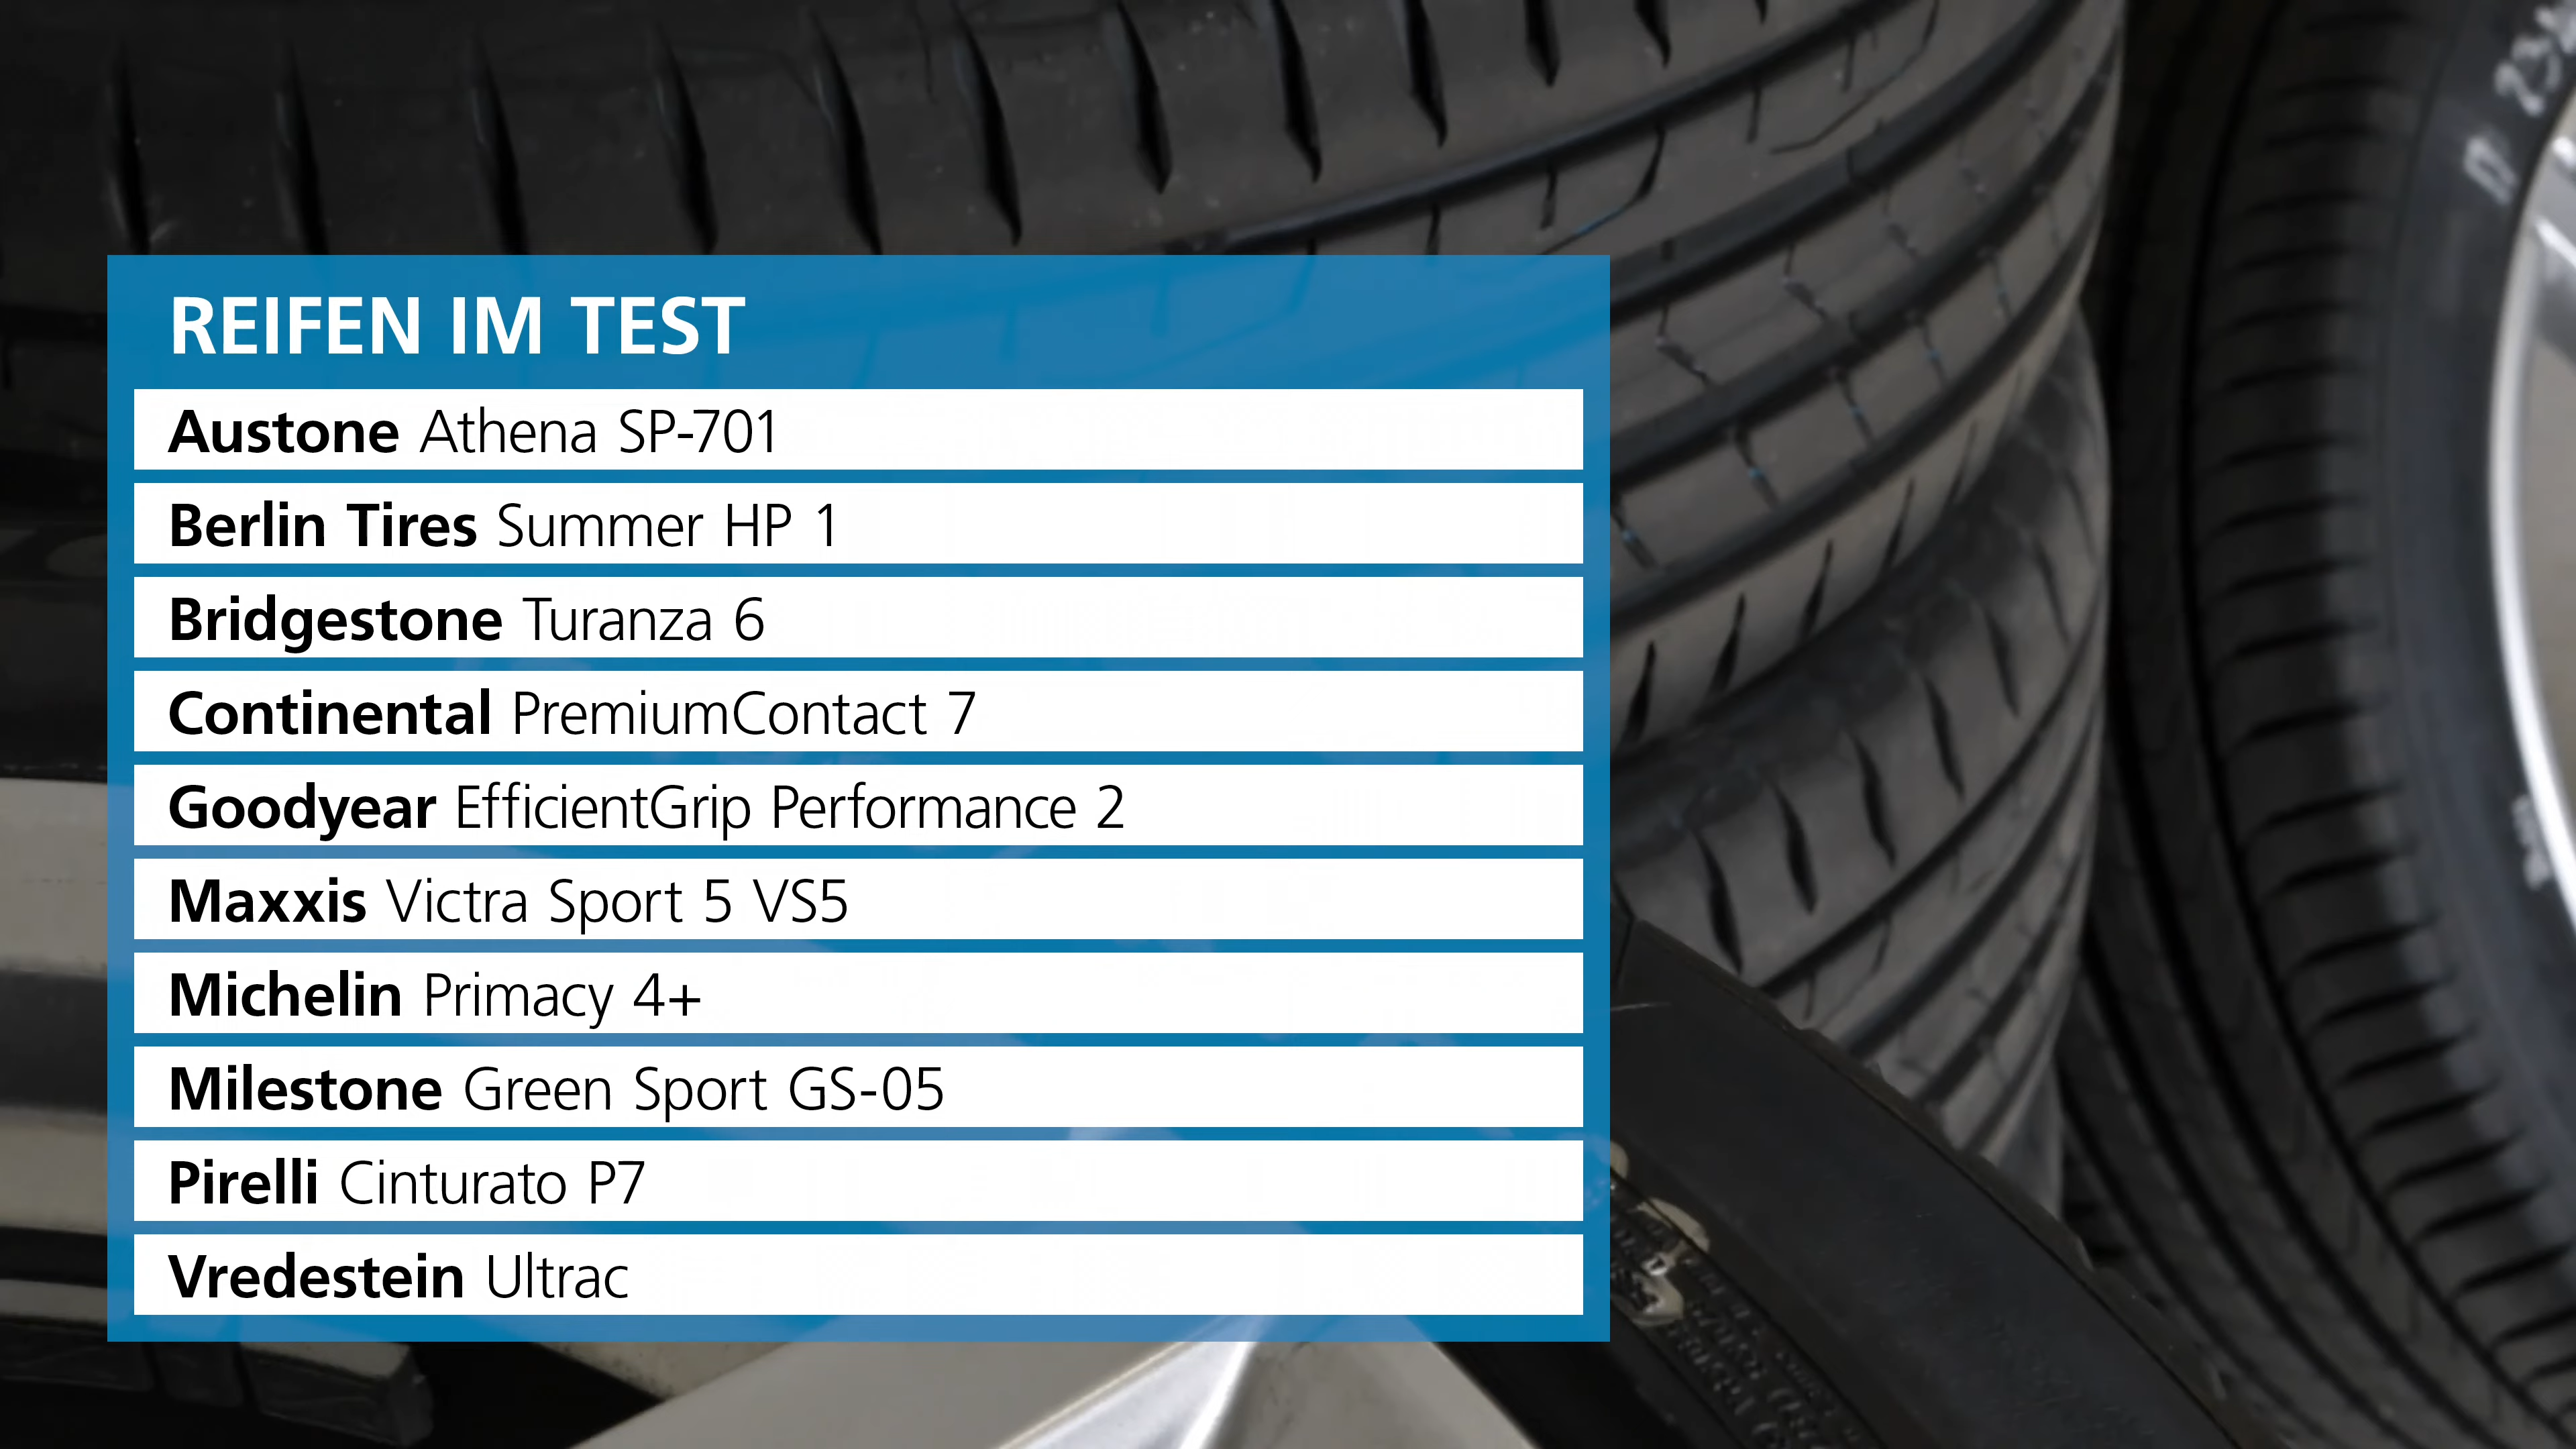 REIFEN IM TEST
Austone Athena SP-701
Berlin Tires Summer HP 1
Bridgestone Turanza 6
Continental PremiumContact 7
Goodyear EfficientGrip Performance 2
Maxxis Victra Sport 5 VS5
Michelin Primacy 4+
Milestone Green Sport GS-05
Pirelli Cinturato P7
Vredestein Ultrac